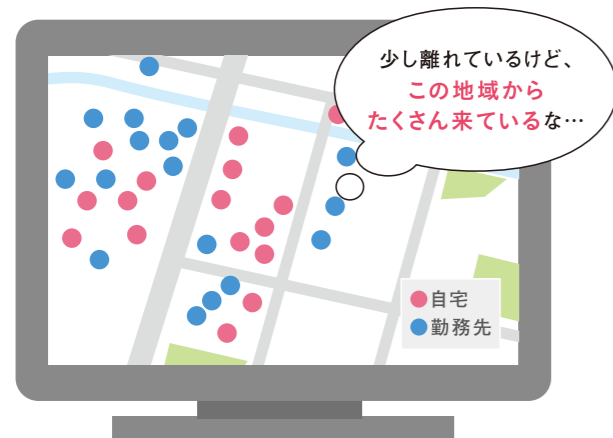 少し離れているけど、
この地域から
たくさん来ているな…
自宅
勤務先